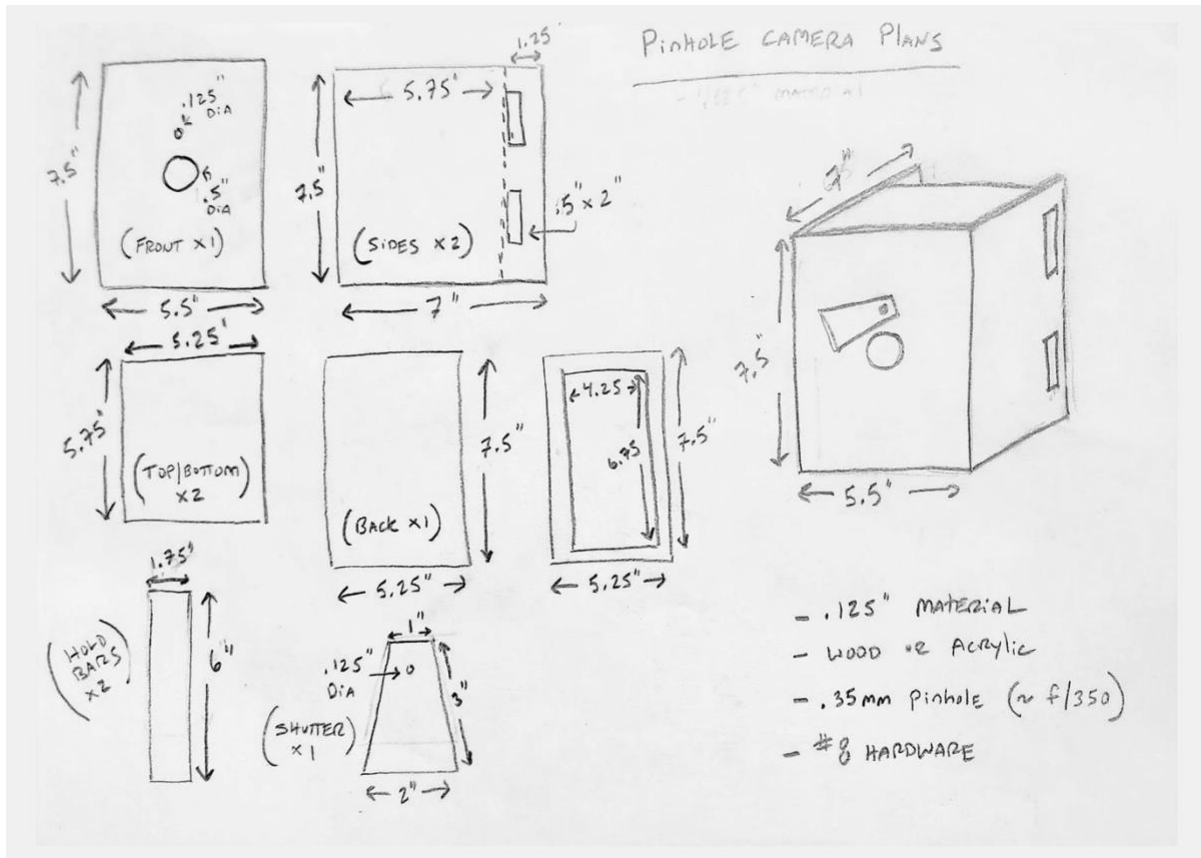 PINHOLE CAMERA PLANS
7.5"
.125"
DIA
.5"
DIA
(FRONT x1)
5.5"
1.25
5.75"
7.5"
.5 x 2"
(SIDES x2)
7"
5.25"
5.75"
(TOP/BOTTOM)
x2
7.5"
(BACK x1)
5.25"
4.25
6.75
7.5"
5.25"
1.75"
(HOLD
BARS
x2)
6"
1"
.125"
DIA
3"
(SHUTTER
x1)
2"
7.5"
5.5"
- .125" MATERIAL
- WOOD OR ACRYLIC
- .35mm PINHOLE (~ f/350)
- #8 HARDWARE